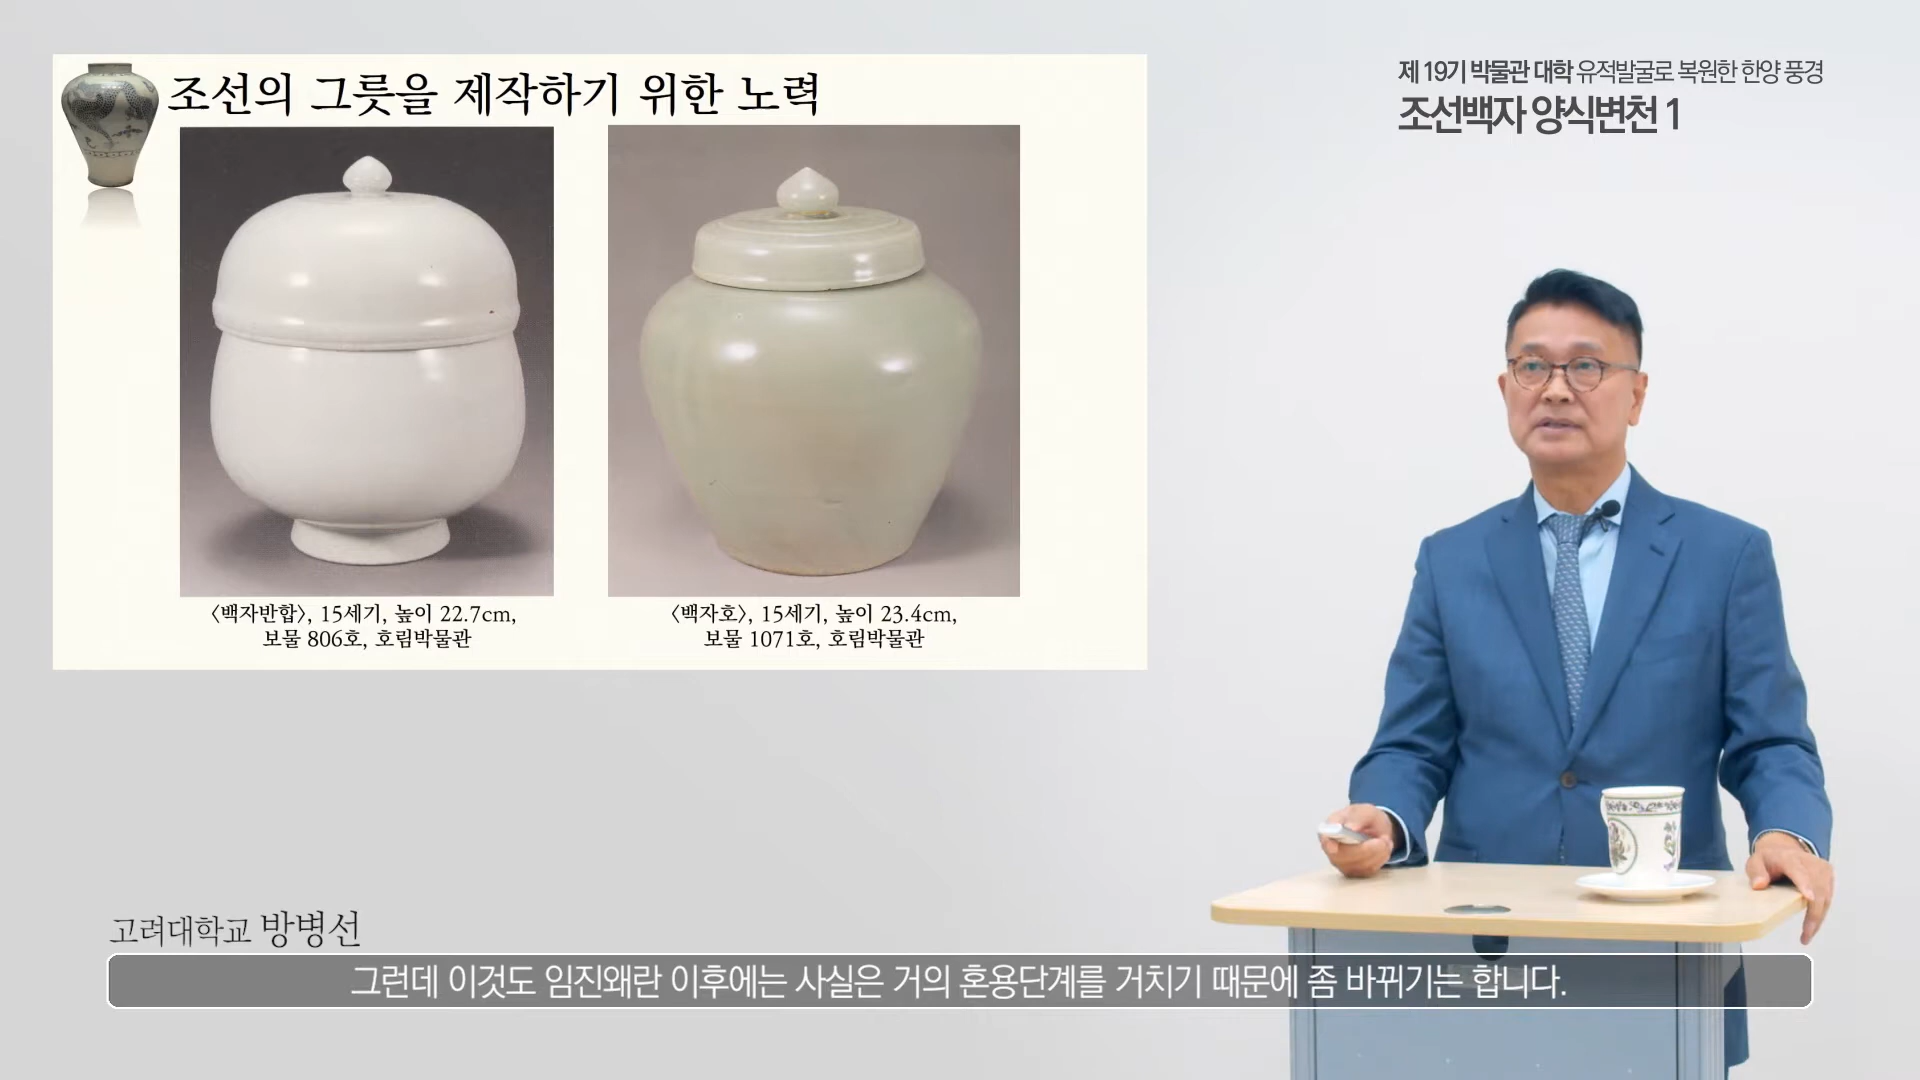 조선의 그릇을 제작하기 위한 노력
〈백자반합〉, 15세기, 높이 22.7cm,
보물 806호, 호림박물관
〈백자호〉, 15세기, 높이 23.4cm,
보물 1071호, 호림박물관
제 19기 박물관 대학 유적발굴로 복원한 한양 풍경
조선백자 양식변천 1
고려대학교 방병선
그런데 이것도 임진왜란 이후에는 사실은 거의 혼용단계를 거치기 때문에 좀 바뀌기는 합니다.